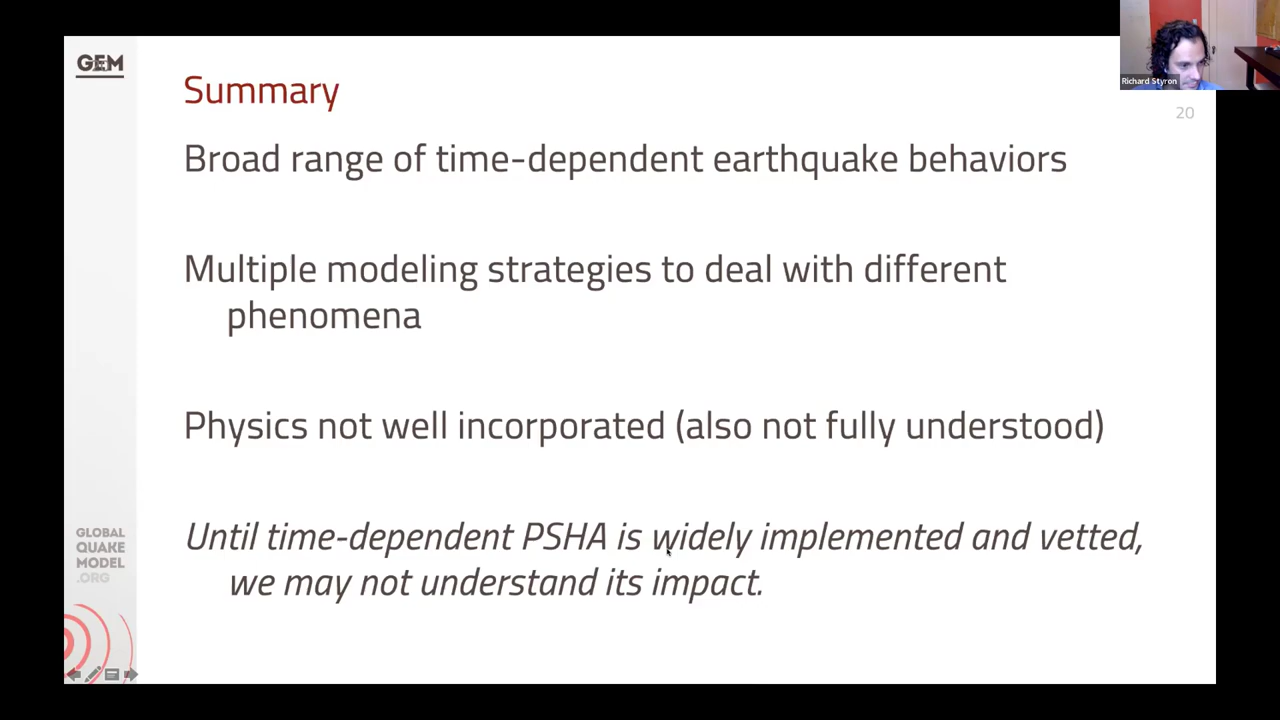 GEM
Richard Styron
Summary
20
Broad range of time-dependent earthquake behaviors
Multiple modeling strategies to deal with different
phenomena
Physics not well incorporated (also not fully understood)
Until time-dependent PSHA is widely implemented and vetted,
we may not understand its impact.
GLOBAL
QUAKE
MODEL
.ORG